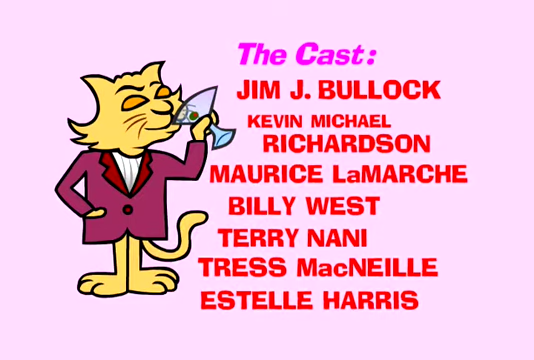 The Cast:
JIM J. BULLOCK
KEVIN MICHAEL
RICHARDSON
MAURICE LaMARCHE
BILLY WEST
TERRY NANI
TRESS MacNEILLE
ESTELLE HARRIS